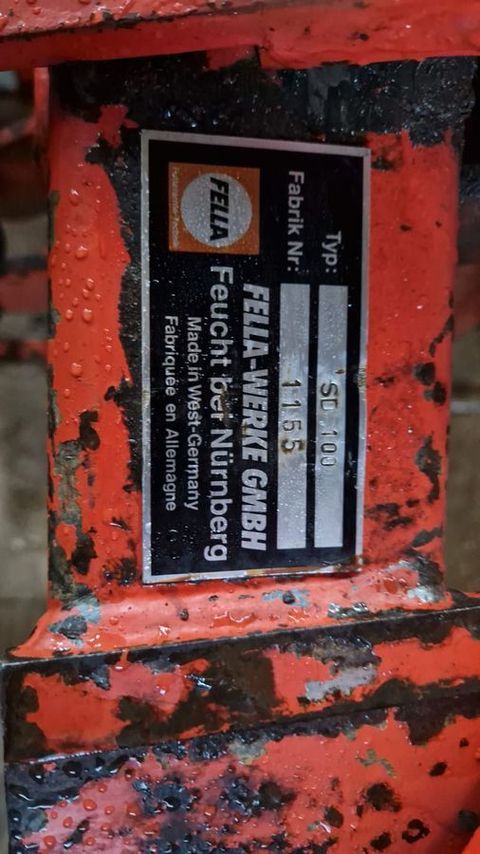 Typ: SD 100
Fabrik Nr: 1155
FELLA
FELLA-WERKE GMBH
Feucht bei Nürnberg
Made in West-Germany
Fabriquée en Allemagne